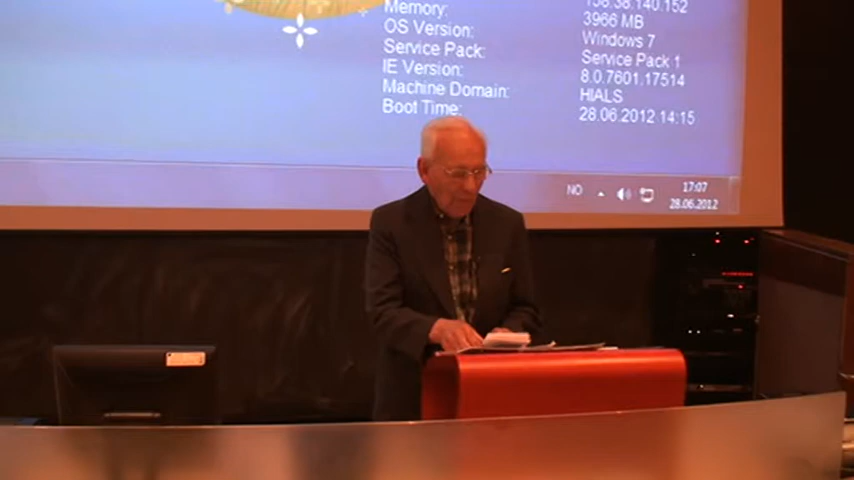 158.38.140.152
Memory: 3966 MB
OS Version: Windows 7
Service Pack: Service Pack 1
IE Version: 8.0.7601.17514
Machine Domain: HIALS
Boot Time: 28.06.2012 14:15
NO 17:07
28.06.2012